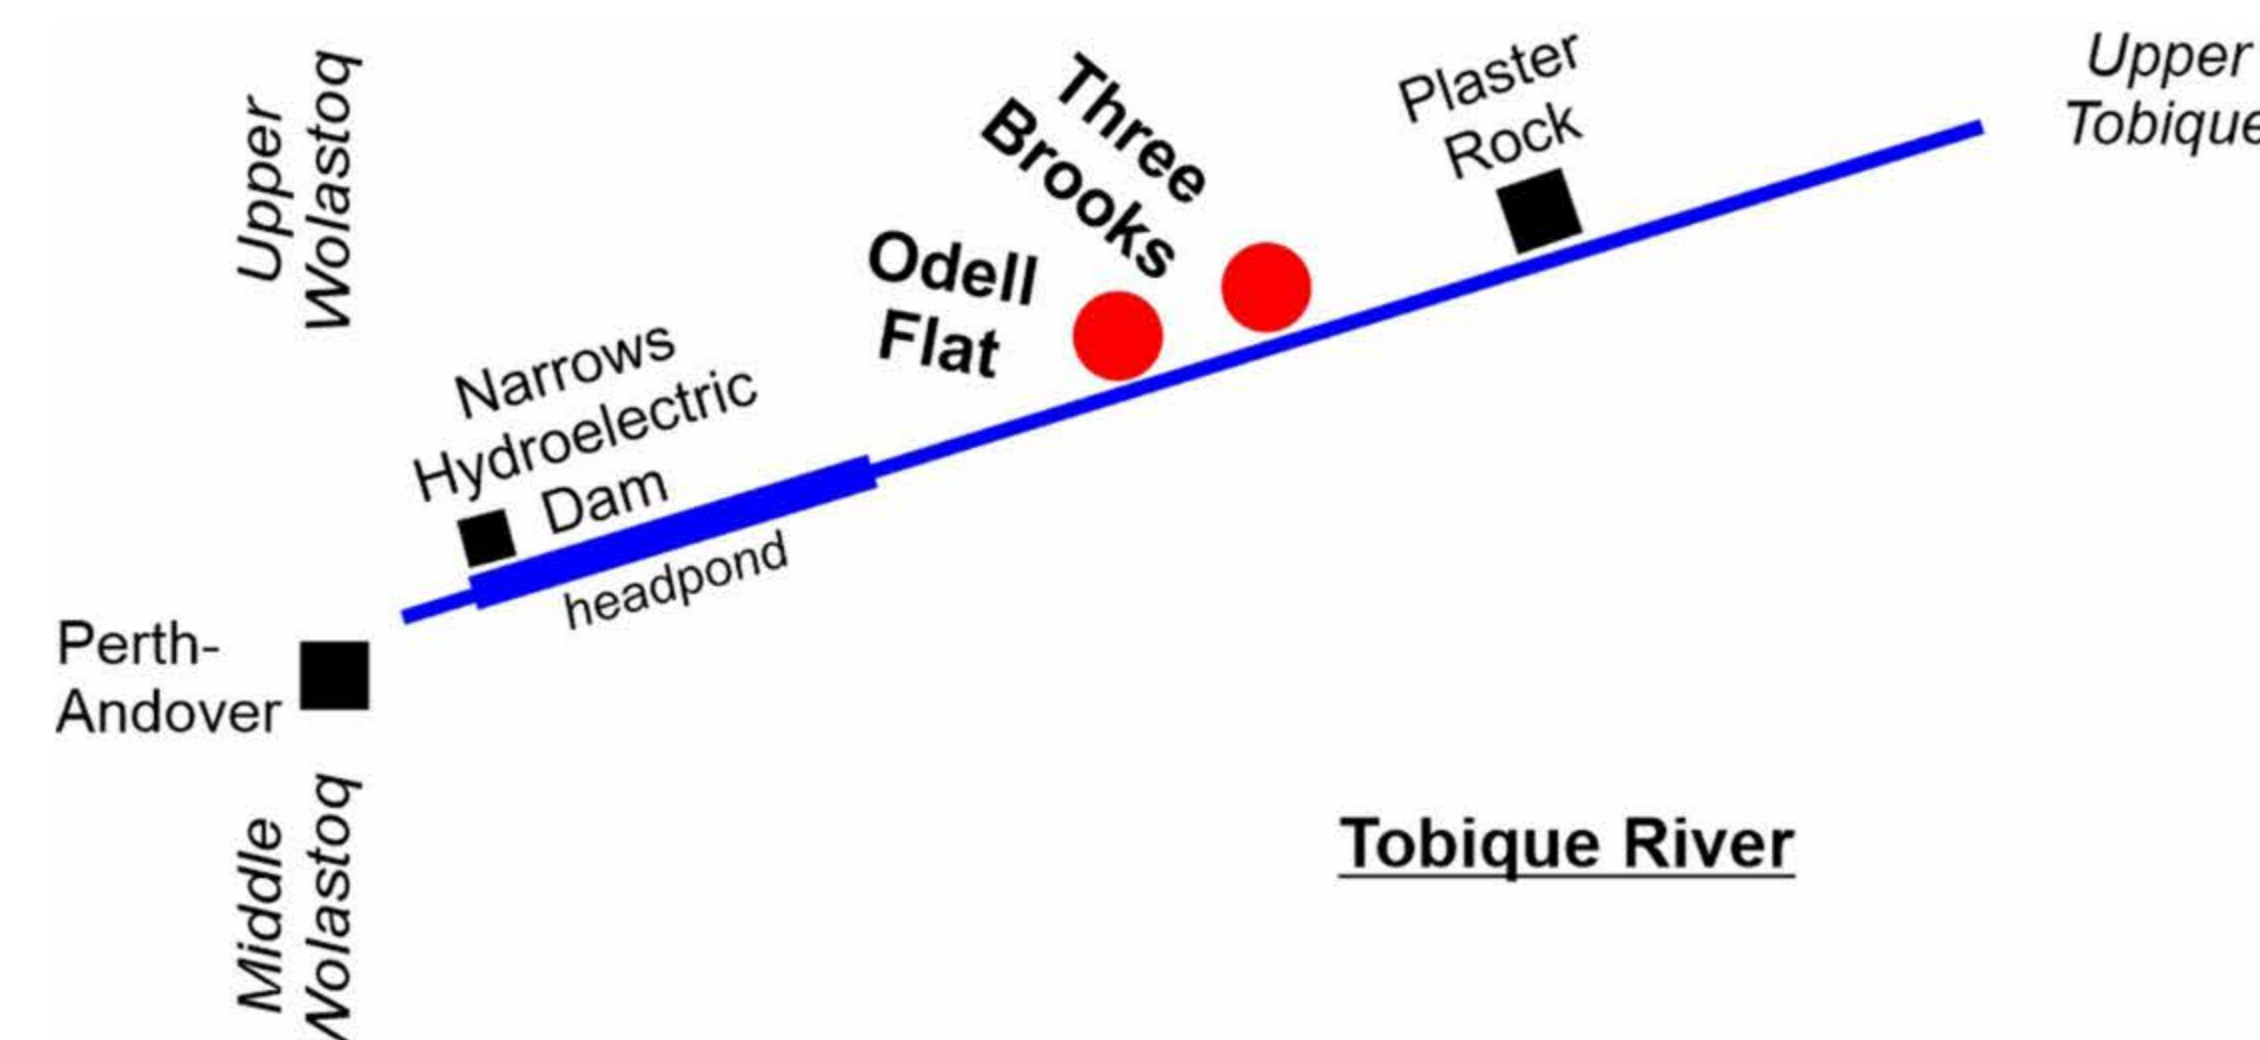 Upper
Wolastoq
Three
Brooks
Plaster
Rock
Upper
Tobique
Odell
Flat
Narrows
Hydroelectric
Dam
headpond
Perth-
Andover
Middle
Wolastoq
Tobique River